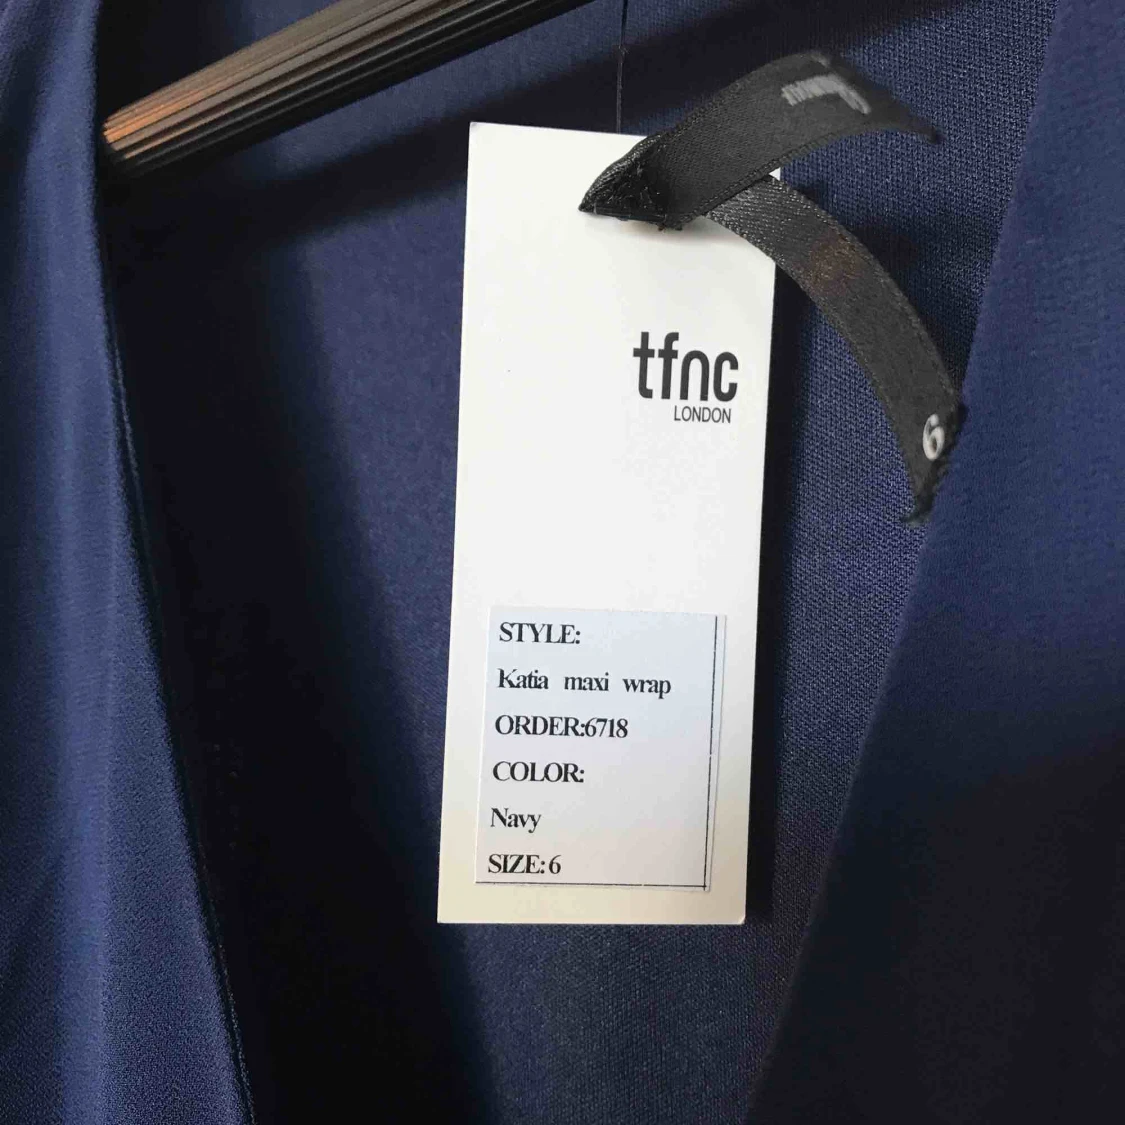 tfnc
LONDON
6
STYLE:
Katia maxi wrap
ORDER:6718
COLOR:
Navy
SIZE:6